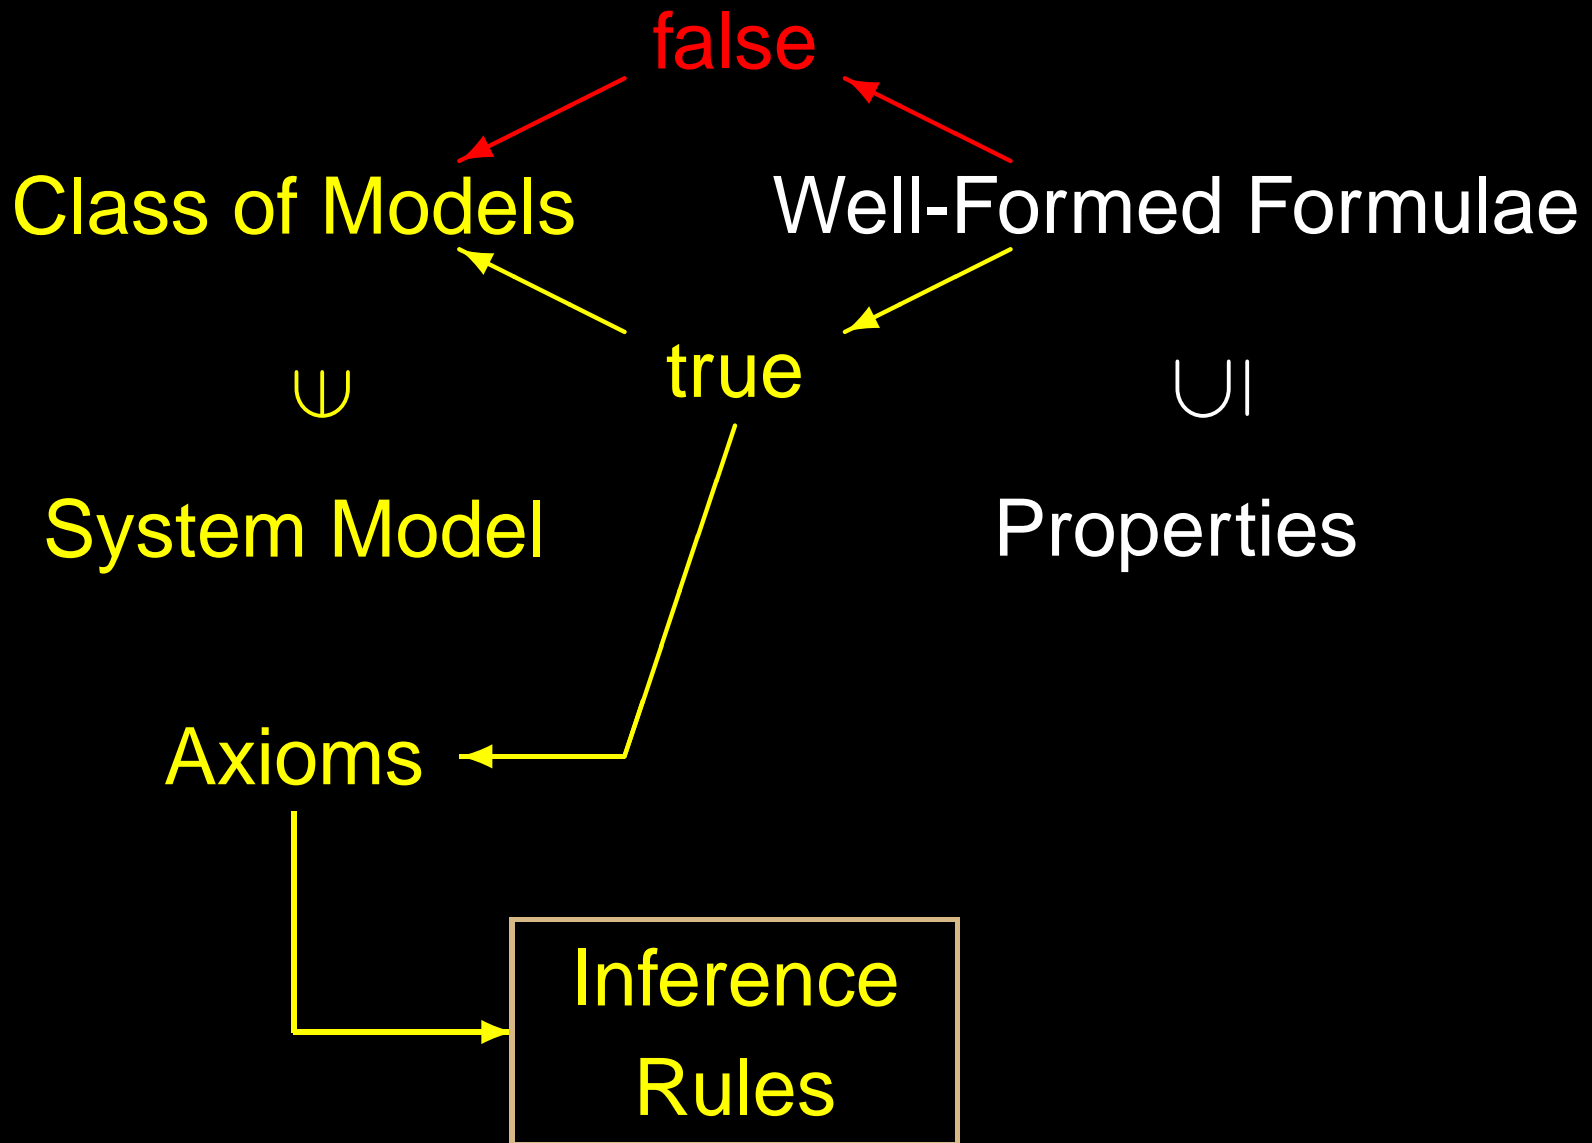 false
Class of Models
Well-Formed Formulae
true
System Model
Properties
Axioms
Inference
Rules